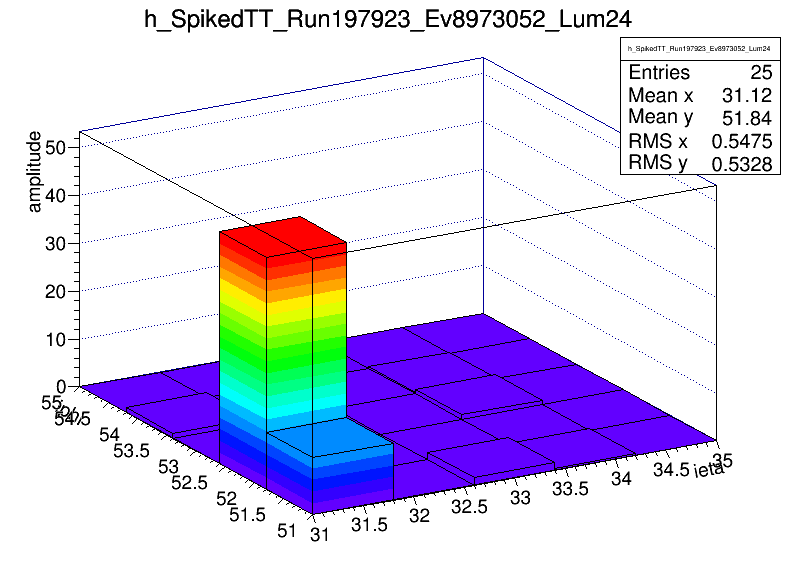 h_SpikedTT_Run197923_Ev8973052_Lum24
h_SpikedTT_Run197923_Ev8973052_Lum24
Entries 25
Mean x 31.12
Mean y 51.84
RMS x 0.5475
RMS y 0.5328
amplitude
50
40
30
20
10
0
55
54.5
54
53.5
53
52.5
52
51.5
51
31
31.5
32
32.5
33
33.5
34
34.5
35
ieta